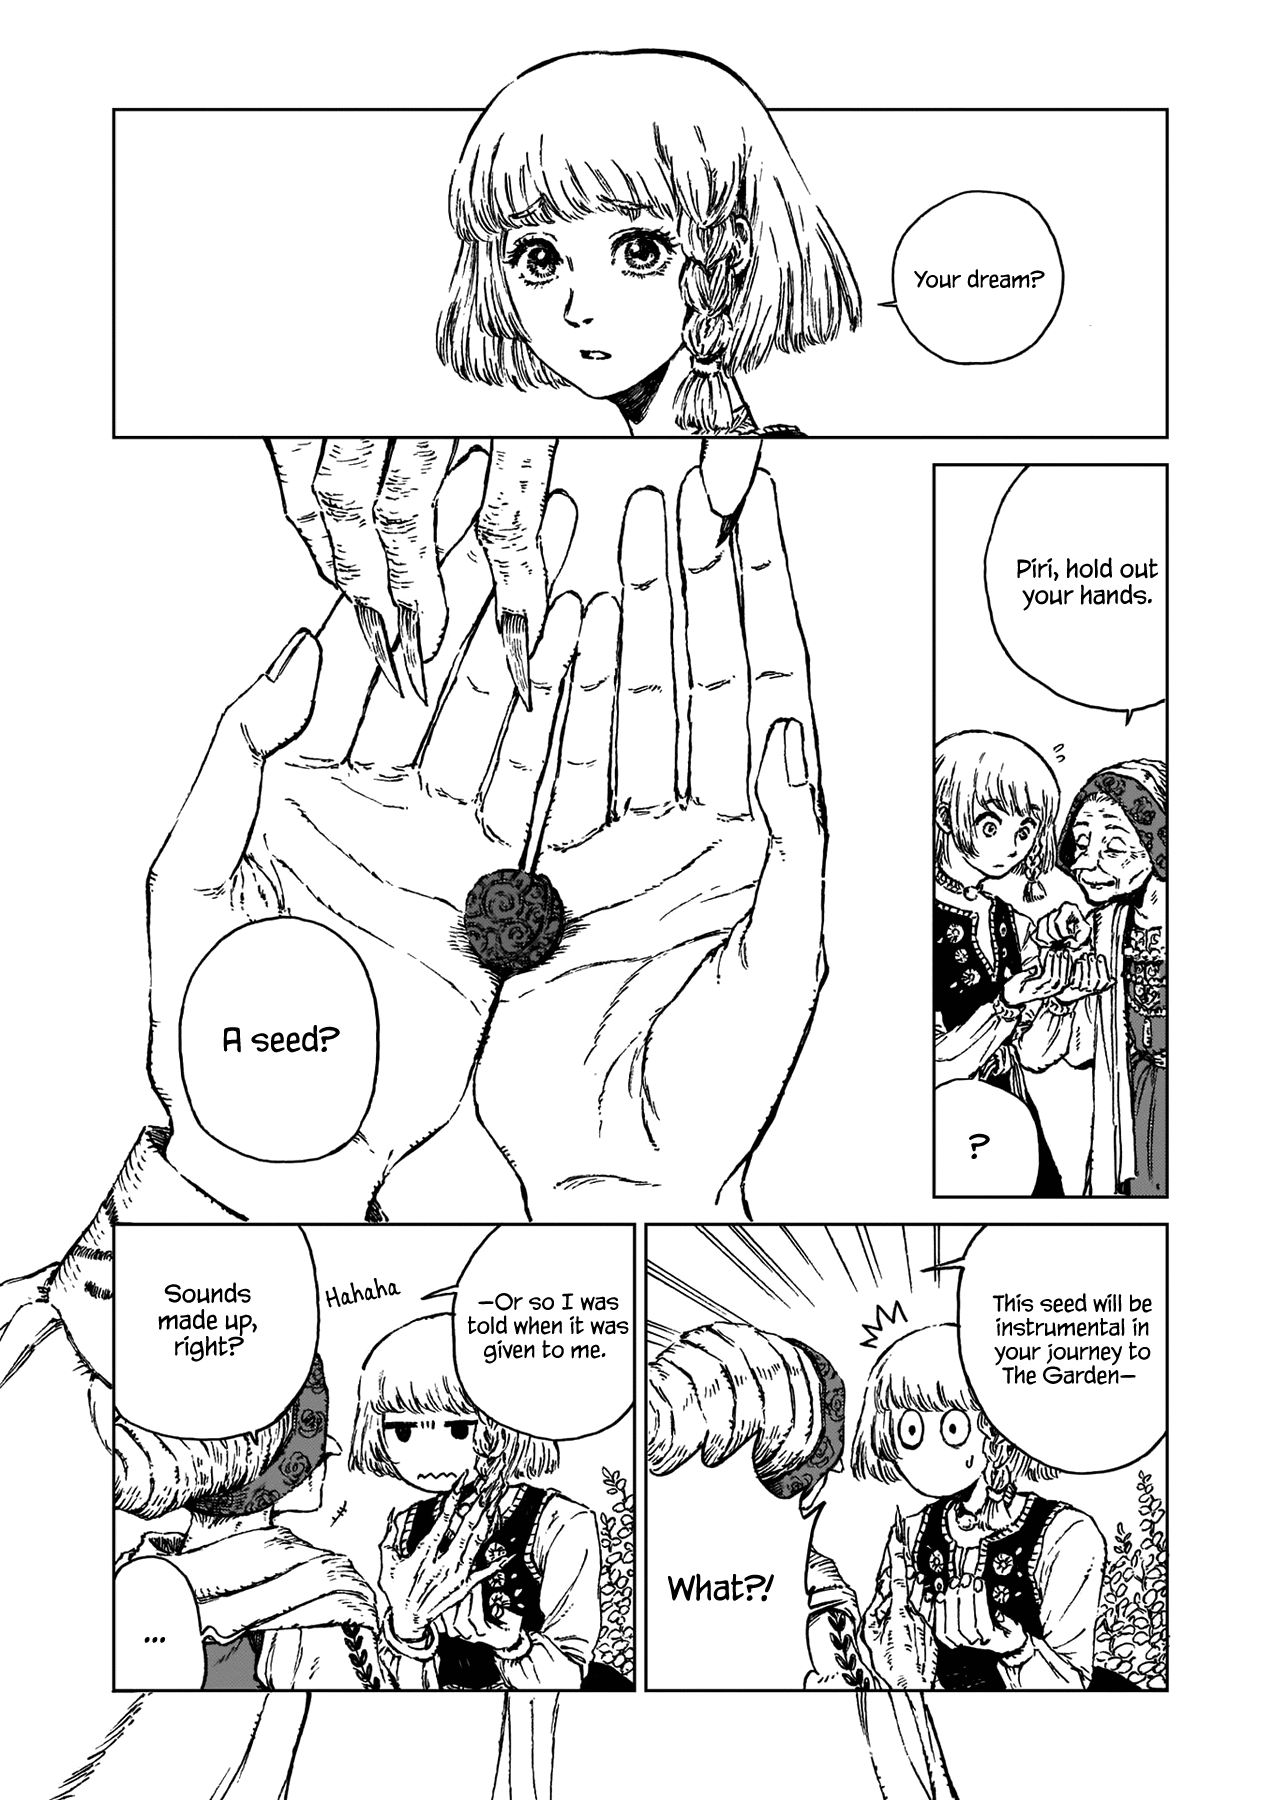 Your dream?
Piri, hold out
your hands.
?
A seed?
This seed will be
instrumental in
your journey to
The Garden—
What?!
—Or so I was
told when it was
given to me.
Hahaha
Sounds
made up,
right?
...